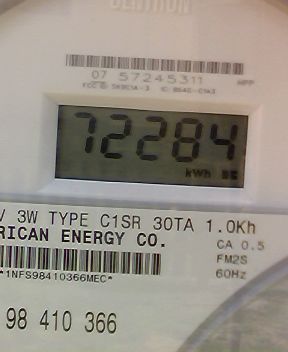 CENTRON
07 57245311
72284
kWh
V 3W TYPE C1SR 30TA 1.0Kh
RICAN ENERGY CO.
CA 0.5
FM2S
60Hz
*1NFS98410366MEC*
98 410 366